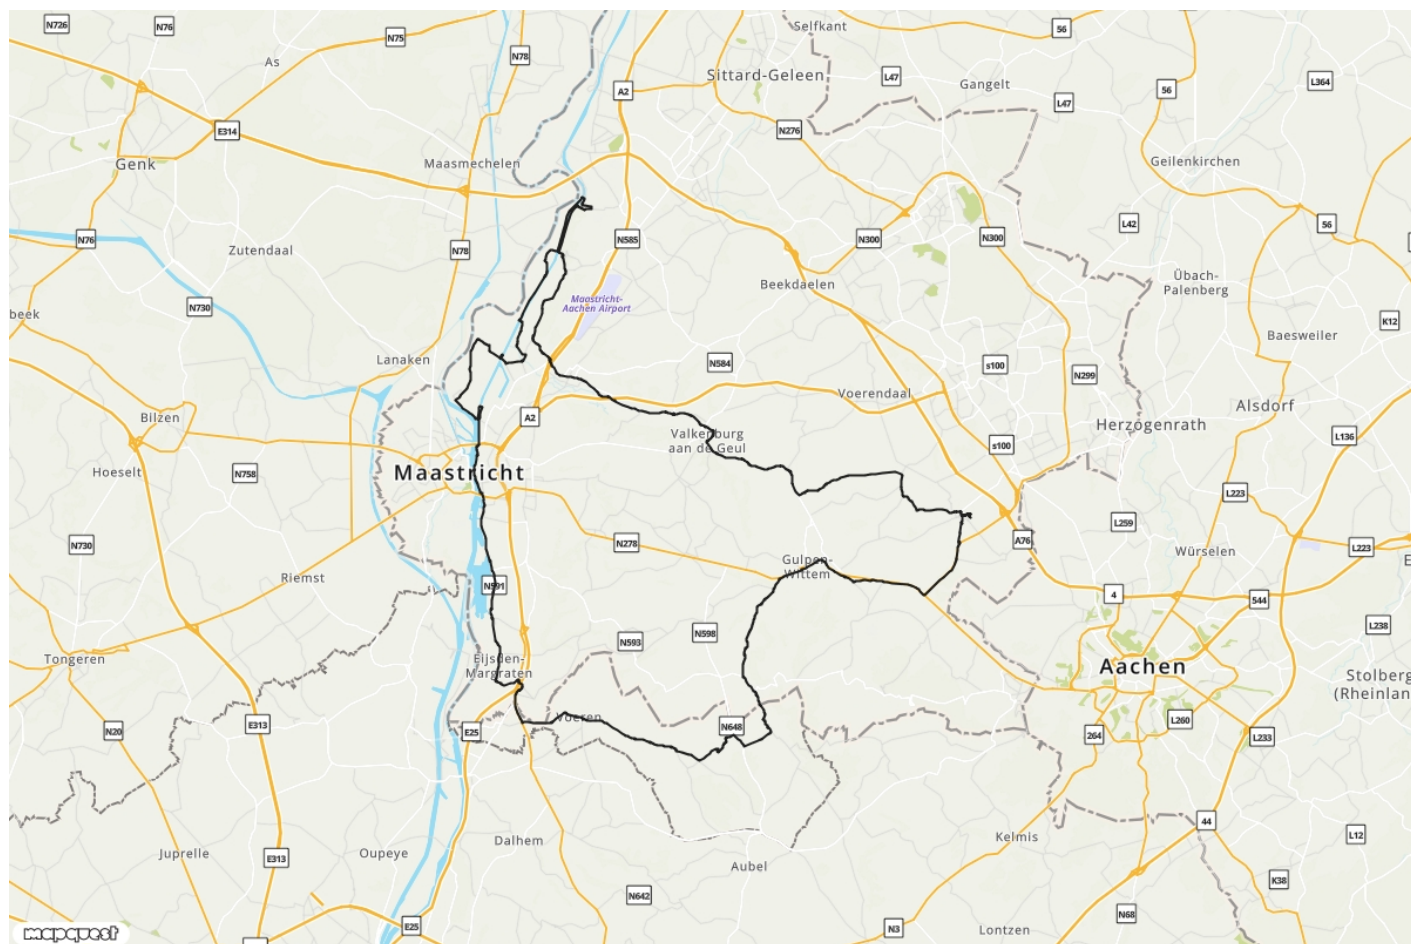 N726
N76
N75
N78
As
Selfkant
56
Sittard-Geleen
L47
Gangelt
L364
A2
56
L47
E314
N276
Genk
Maasmechelen
Geilenkirchen
N76
Zutendaal
N78
N585
N300
N300
L42
56
Übach-
Palenberg
Beekdaelen
Maastricht-
Aachen Airport
N730
beek
K12
Baesweiler
Lanaken
N584
s100
N299
Voerendaal
Bilzen
A2
Alsdorf
Herzogenrath
Valkenburg
aan de Geul
s100
L136
Hoeselt
N758
Maastricht
L223
L259
N730
N278
A76
Würselen
L223
Gulpen-
Wittem
Riemst
N591
4
544
N593
N598
L238
Tongeren
Eijsden-
Margraten
Aachen
Stolberg
(Rheinlan
Voeren
N20
E313
E25
N648
264
L260
L233
44
Dalhem
Kelmis
L12
Juprelle
E313
Oupeye
Aubel
K38
N642
E25
N3
N68
Lontzen
mapquest